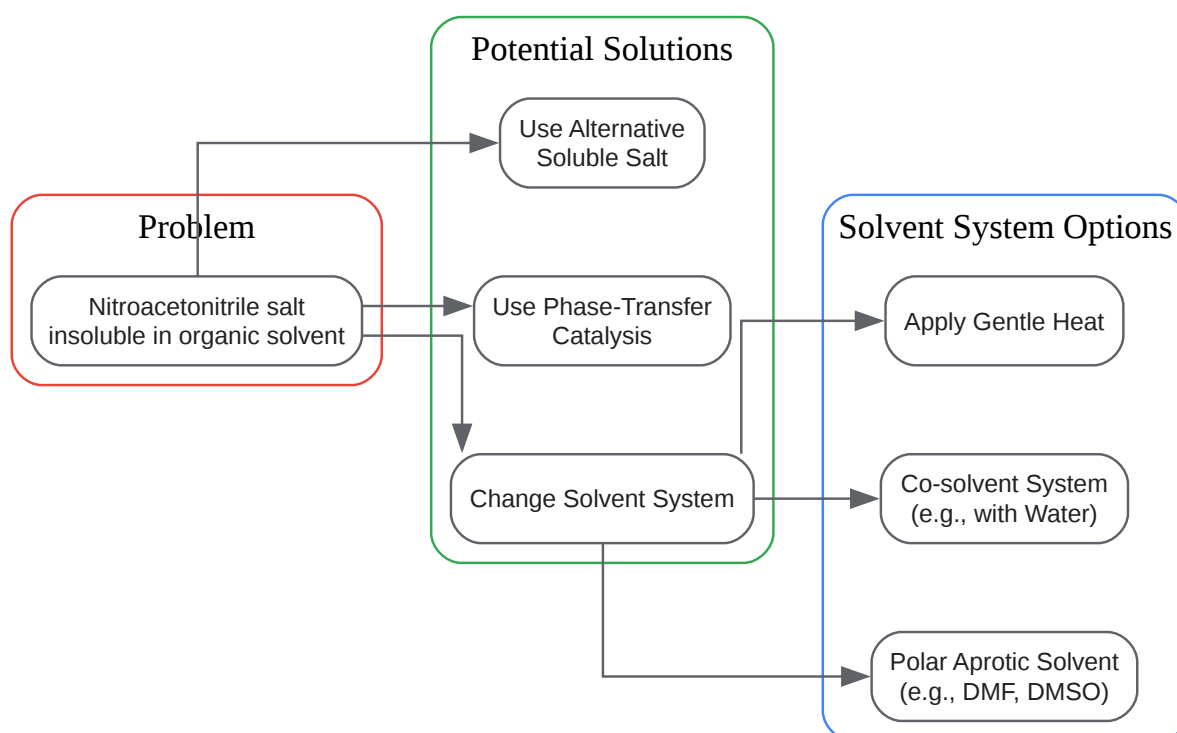 Potential Solutions
Use Alternative
Soluble Salt
Problem
Solvent System Options
Nitroacetonitrile salt
insoluble in organic solvent
Use Phase-Transfer
Catalysis
Apply Gentle Heat
Change Solvent System
Co-solvent System
(e.g., with Water)
Polar Aprotic Solvent
(e.g., DMF, DMSO)